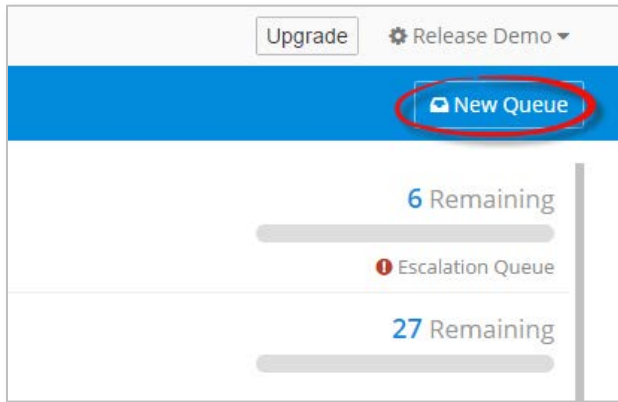 Upgrade Release Demo
New Queue
6 Remaining
Escalation Queue
27 Remaining